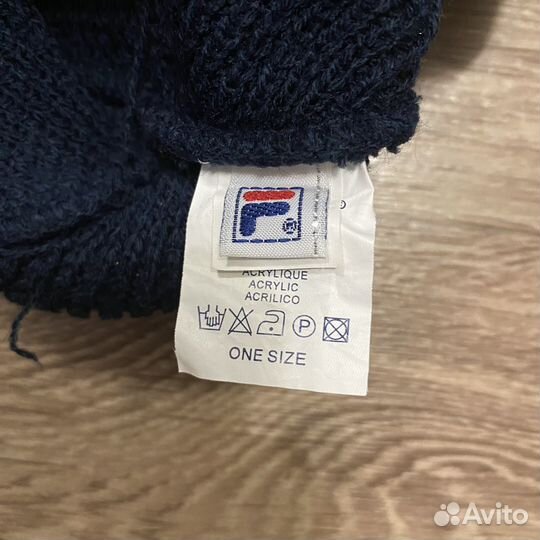 F®
®
ACRYLIQUE
ACRYLIC
ACRILICO
P
ONE SIZE
Avito